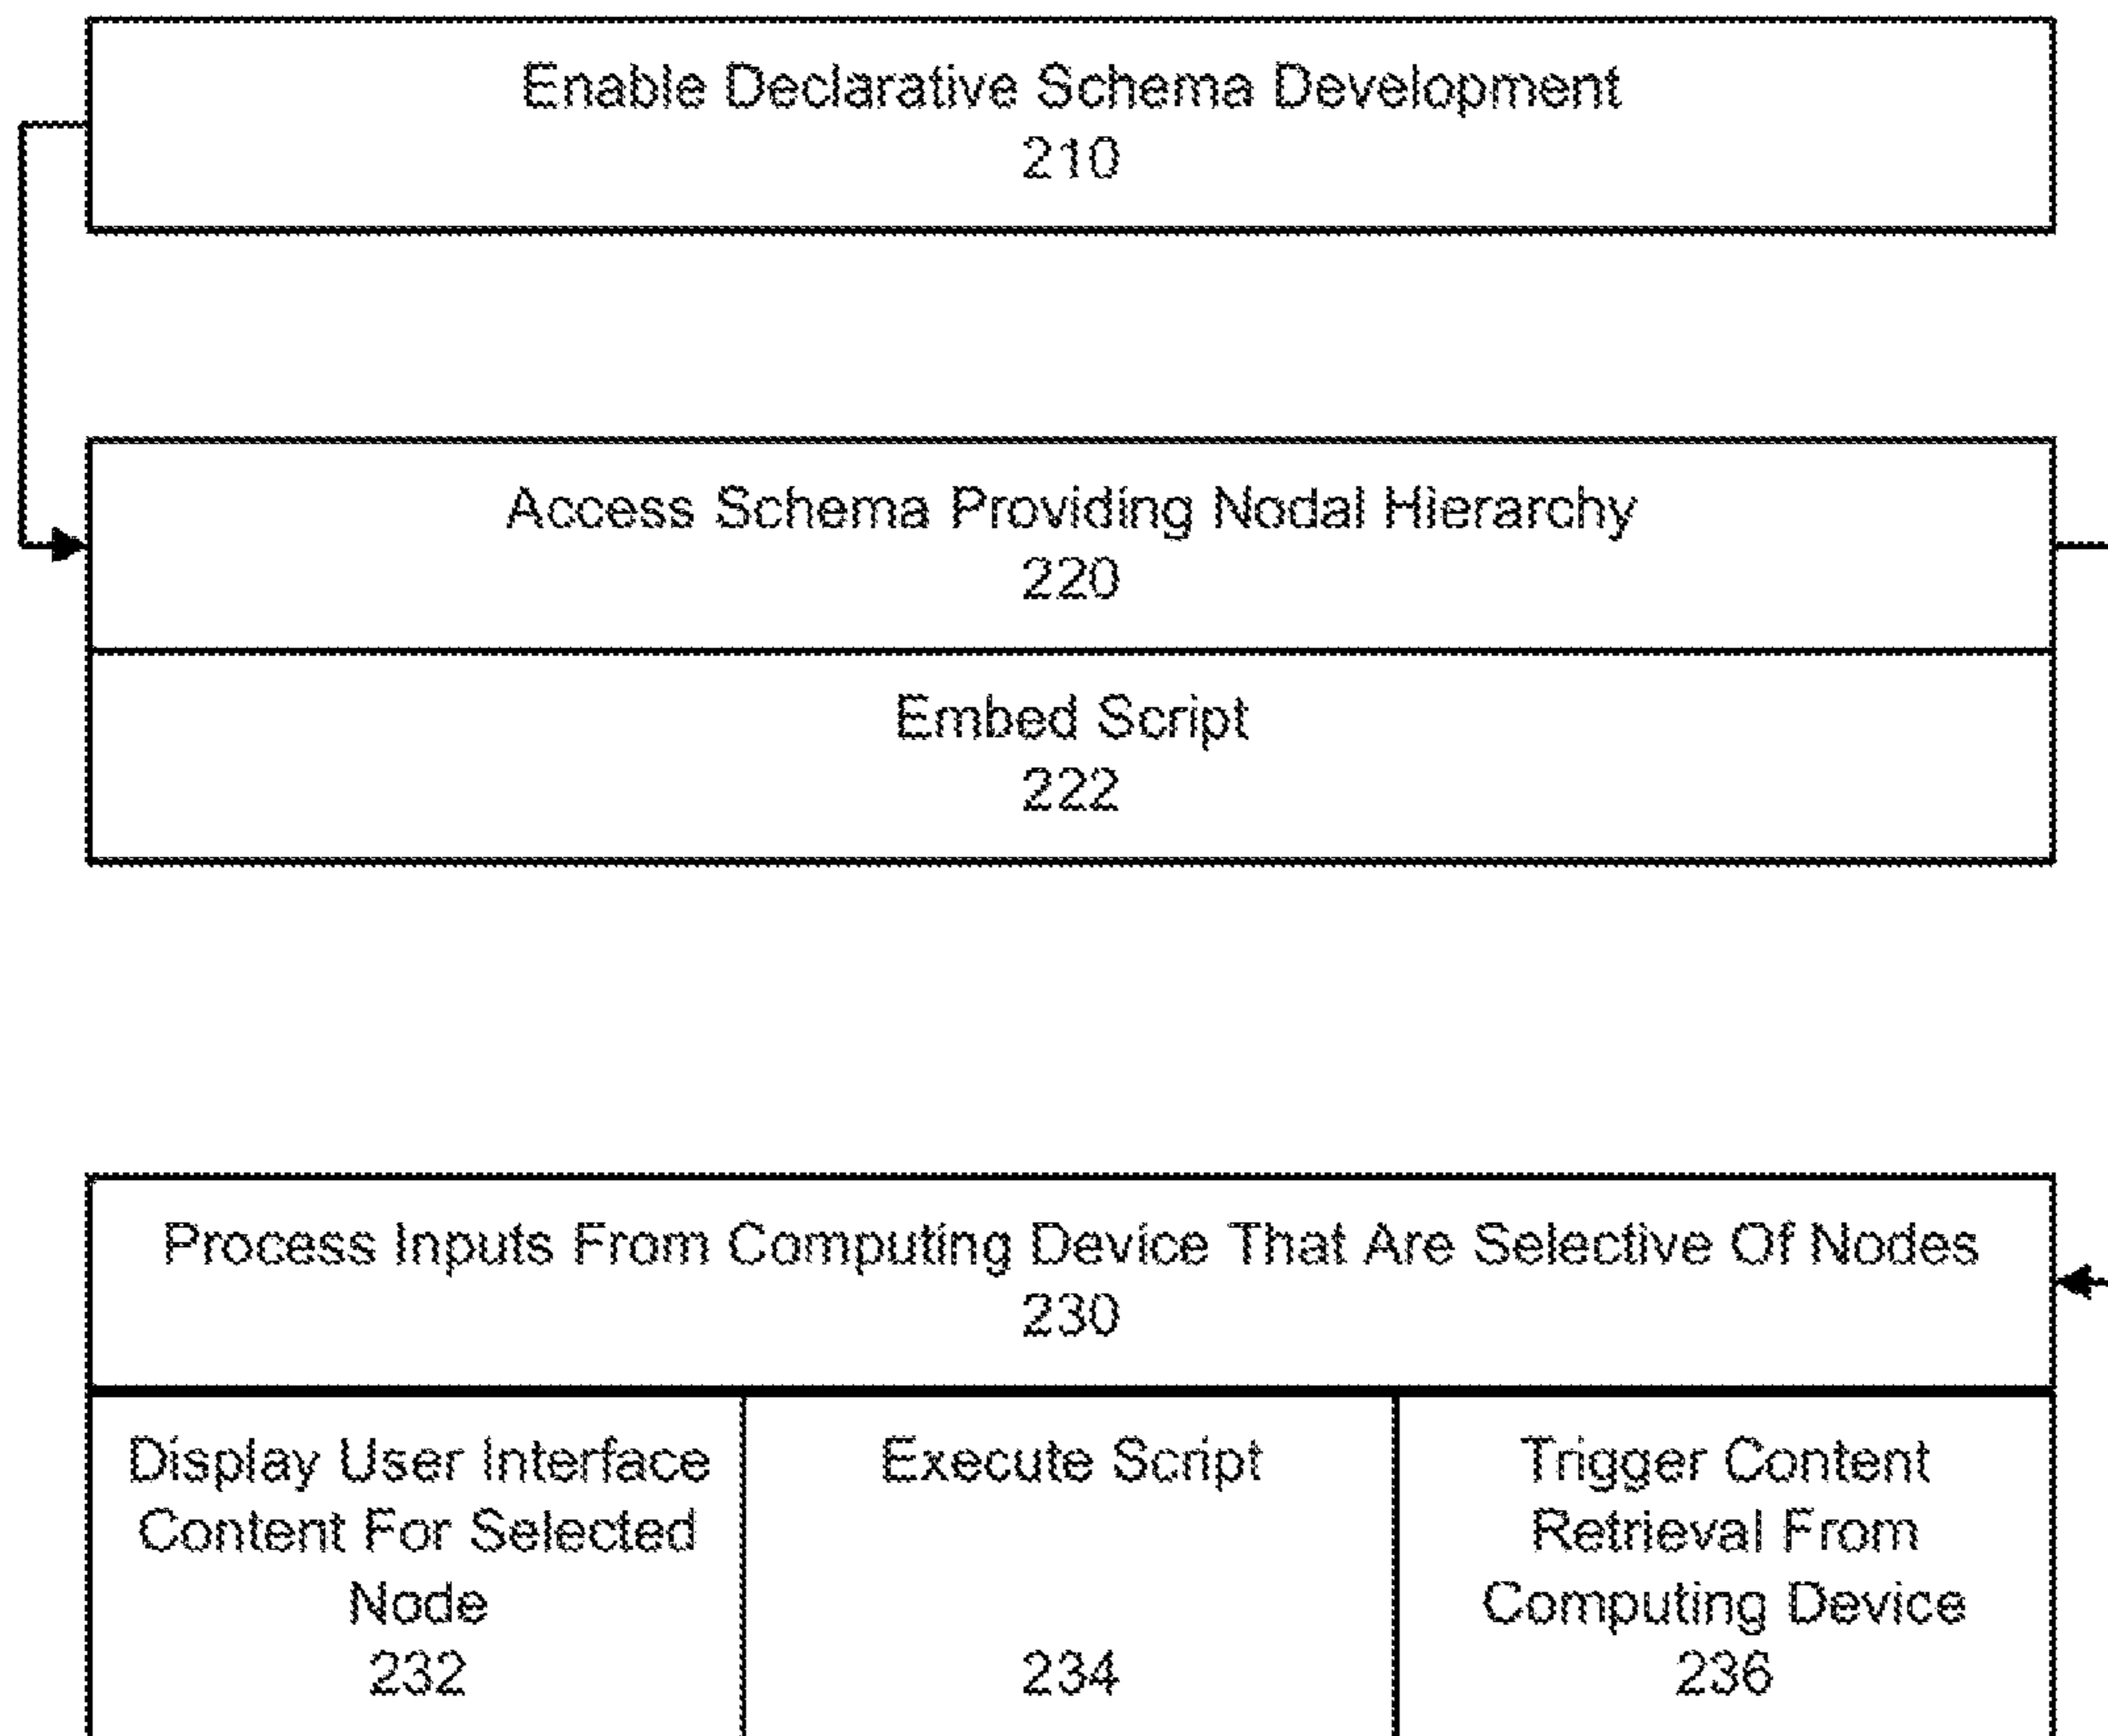 Enable Declarative Schema Development
210
Access Schema Providing Nodal Hierarchy
220
Embed Script
222
Process Inputs From Computing Device That Are Selective Of Nodes
230
Display User Interface
Content For Selected
Node
232
Execute Script
234
Trigger Content
Retrieval From
Computing Device
236